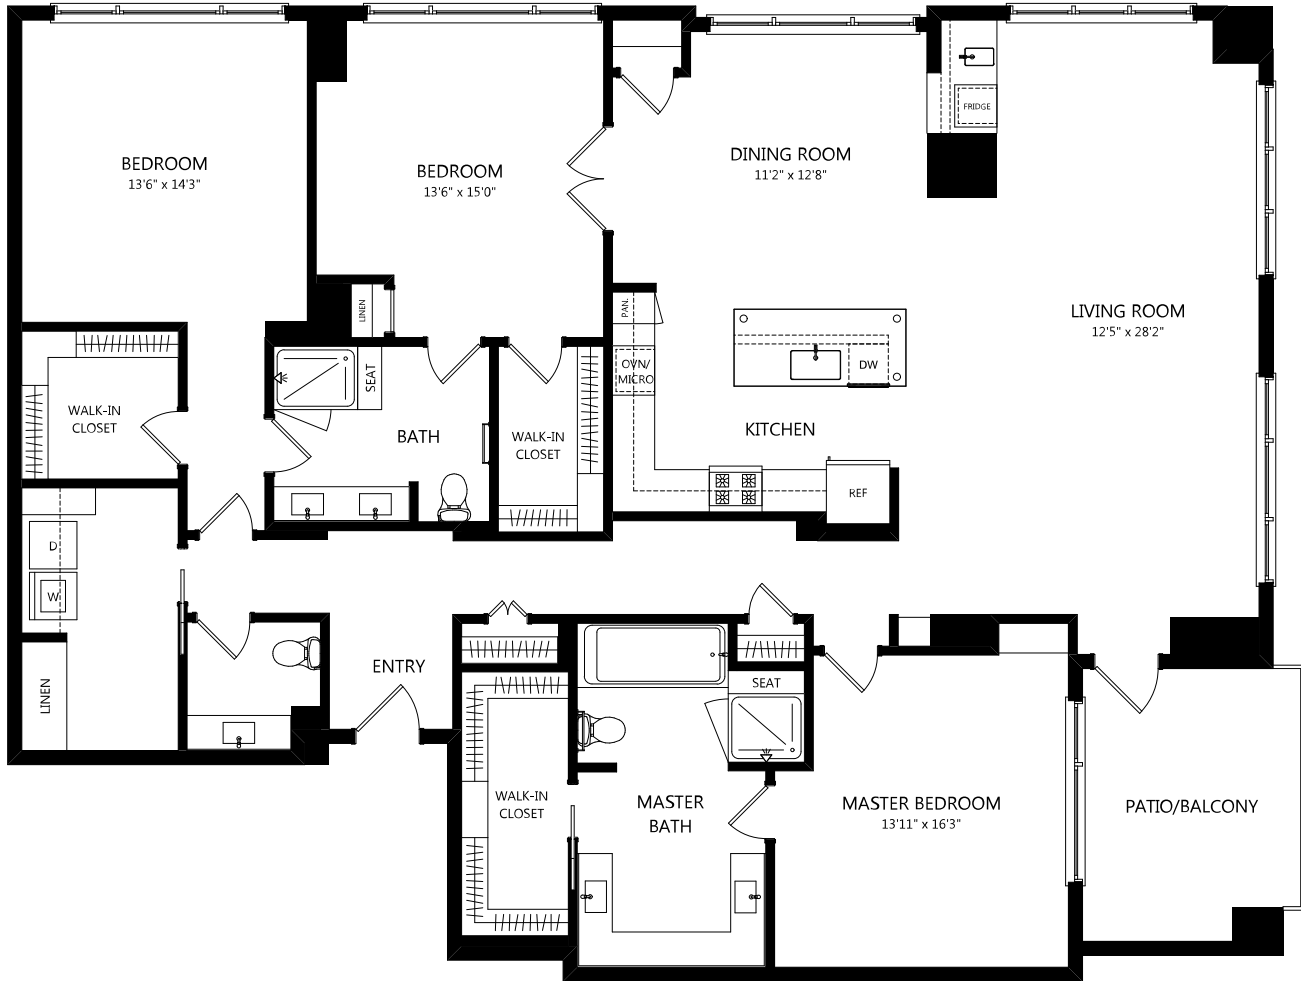 FRIDGE
BEDROOM
13'6" x 14'3"
BEDROOM
13'6" x 15'0"
DINING ROOM
11'2" x 12'8"
LIVING ROOM
12'5" x 28'2"
LINEN
PAN.
OVN/
MICRO
DW
SEAT
WALK-IN
CLOSET
BATH
WALK-IN
CLOSET
KITCHEN
REF
D
W
LINEN
ENTRY
SEAT
WALK-IN
CLOSET
MASTER
BATH
MASTER BEDROOM
13'11" x 16'3"
PATIO/BALCONY